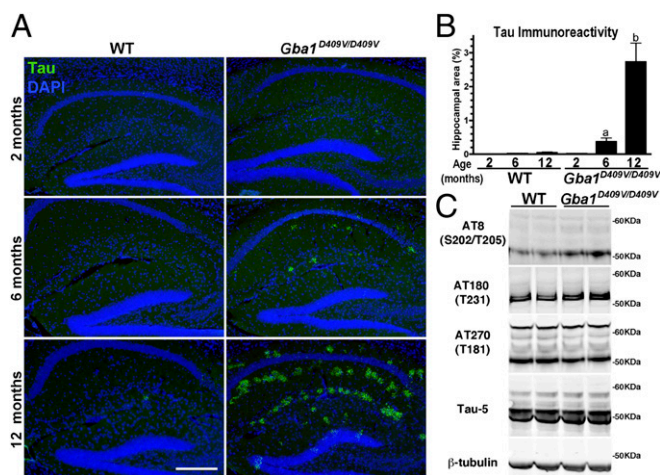 A
WT
Gba1D409V/D409V
Tau
DAPI
2 months
6 months
12 months
B
Tau Immunoreactivity
Hippocampal area (%)
3
2
1
0
Age
(months)
2 6 12 2 6 12
WT
Gba1D409V/D409V
a
b
C
WT
Gba1D409V/D409V
AT8
(S202/T205)
-60KDa
-50KDa
AT180
(T231)
-60KDa
-50KDa
AT270
(T181)
-60KDa
-50KDa
Tau-5
-60KDa
-50KDa
β-tubulin
-50KDa